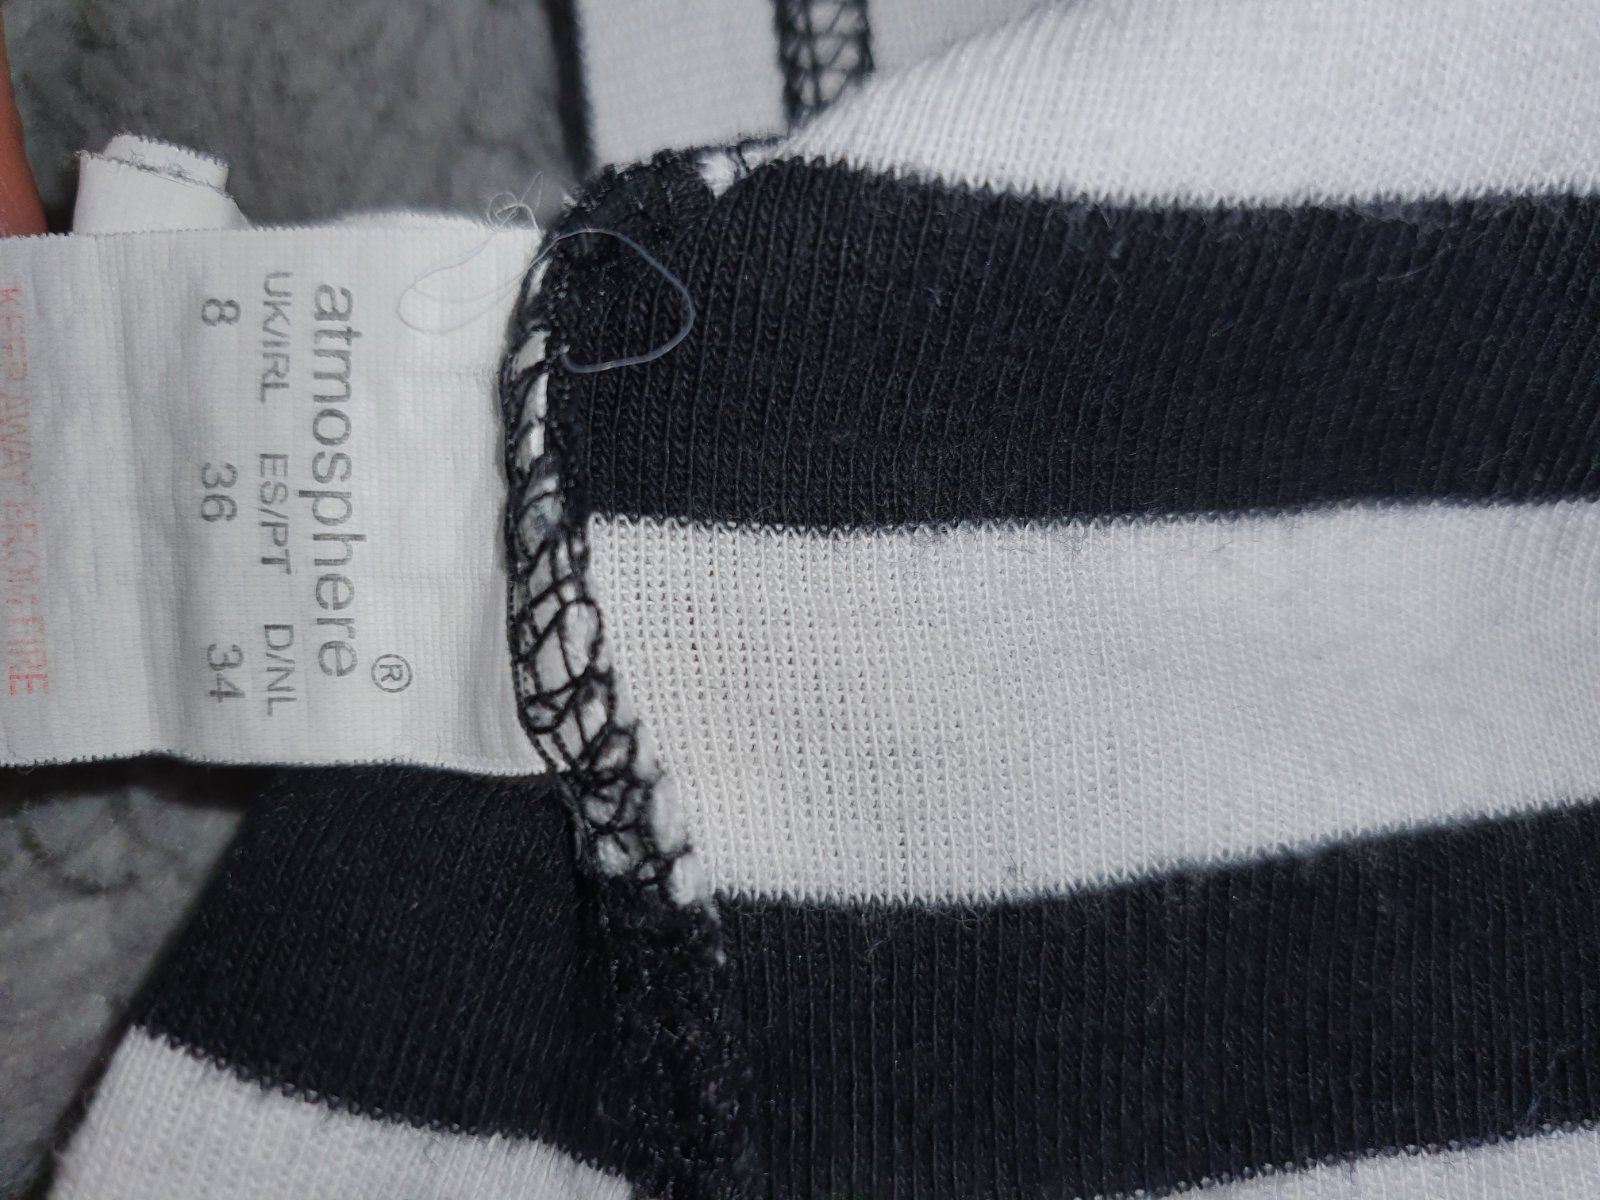 atmosphere®
UK/IRL ES/PT D/NL
8 36 34
KEEP AWAY FROM FIRE